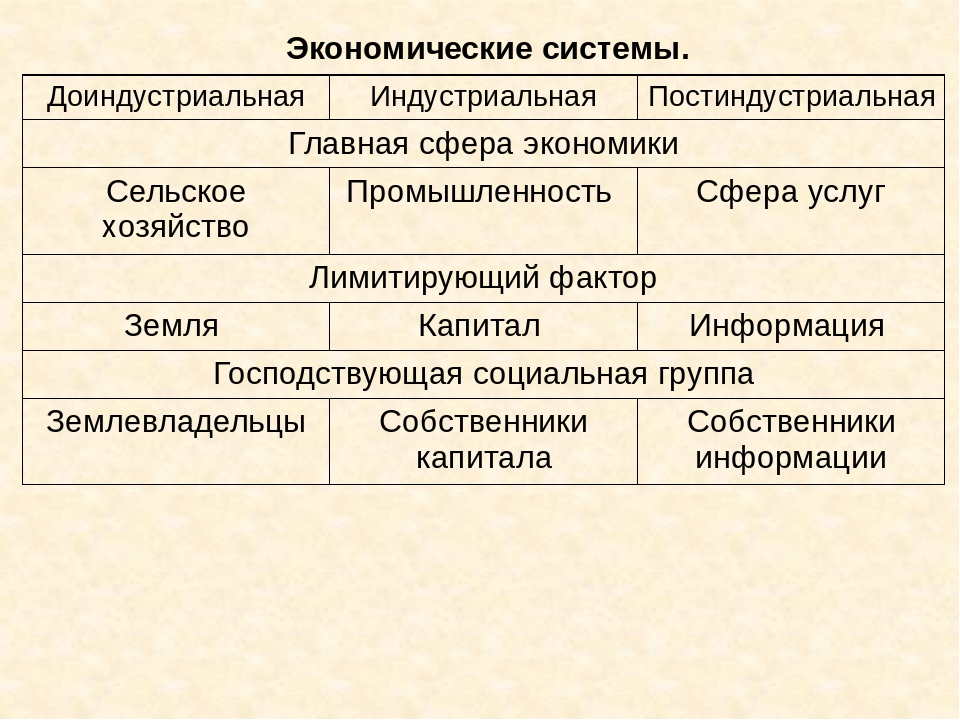 Экономические системы.
Доиндустриальная Индустриальная Постиндустриальная
Главная сфера экономики
Сельское хозяйство Промышленность Сфера услуг
Лимитирующий фактор
Земля Капитал Информация
Господствующая социальная группа
Землевладельцы Собственники капитала Собственники информации